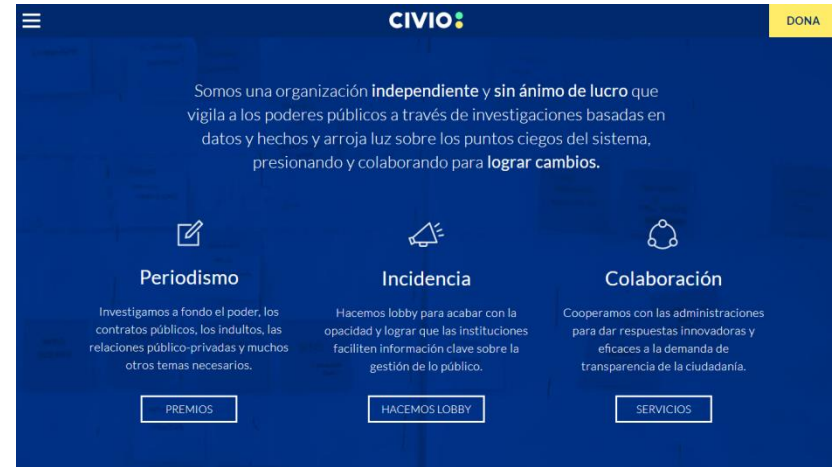 CIVIO
DONA
Somos una organización independiente y sin ánimo de lucro que
vigila a los poderes públicos a través de investigaciones basadas en
datos y hechos y arroja luz sobre los puntos ciegos del sistema,
presionando y colaborando para lograr cambios.
Periodismo
Investigamos a fondo el poder, los
contratos públicos, los indultos, las
relaciones público-privadas y muchos
otros temas necesarios.
PREMIOS
Incidencia
Hacemos lobby para acabar con la
opacidad y lograr que las instituciones
faciliten información clave sobre la
gestión de lo público.
HACEMOS LOBBY
Colaboración
Cooperamos con las administraciones
para dar respuestas innovadoras y
eficaces a la demanda de
transparencia de la ciudadanía.
SERVICIOS